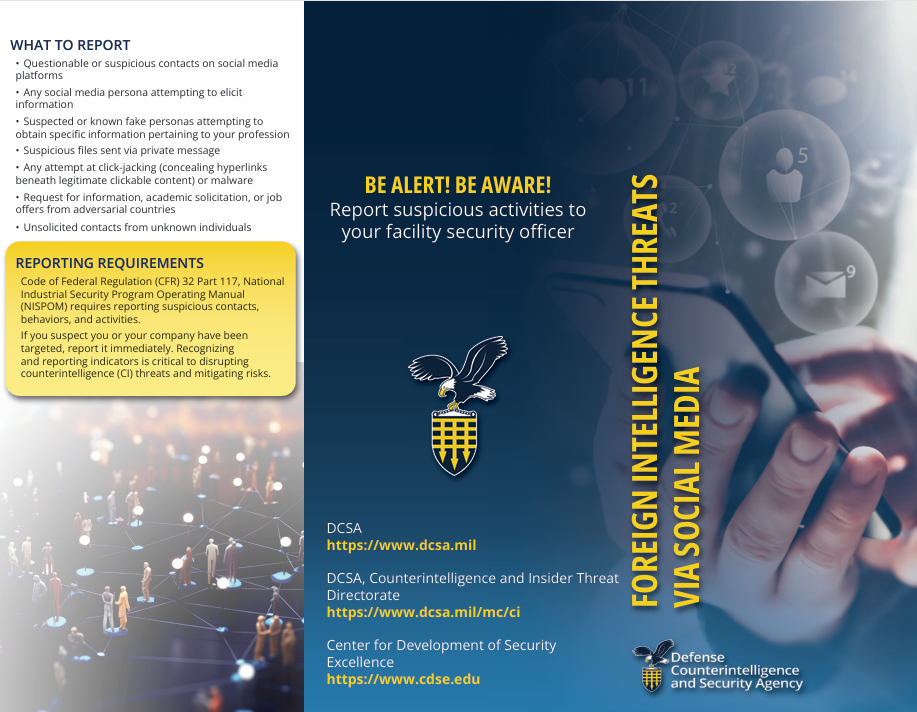 WHAT TO REPORT
• Questionable or suspicious contacts on social media
platforms
• Any social media persona attempting to elicit
information
• Suspected or known fake personas attempting to
obtain specific information pertaining to your profession
• Suspicious files sent via private message
• Any attempt at click-jacking (concealing hyperlinks
beneath legitimate clickable content) or malware
• Request for information, academic solicitation, or job
offers from adversarial countries
• Unsolicited contacts from unknown individuals
REPORTING REQUIREMENTS
Code of Federal Regulation (CFR) 32 Part 117, National
Industrial Security Program Operating Manual
(NISPOM) requires reporting suspicious contacts,
behaviors, and activities.
If you suspect you or your company have been
targeted, report it immediately. Recognizing
and reporting indicators is critical to disrupting
counterintelligence (CI) threats and mitigating risks.
BE ALERT! BE AWARE!
Report suspicious activities to
your facility security officer
DCSA
https://www.dcsa.mil
DCSA, Counterintelligence and Insider Threat
Directorate
https://www.dcsa.mil/mc/ci
Center for Development of Security
Excellence
https://www.cdse.edu
FOREIGN INTELLIGENCE THREATS
VIA SOCIAL MEDIA
11
12
14
5
12
9
Defense
Counterintelligence
and Security Agency